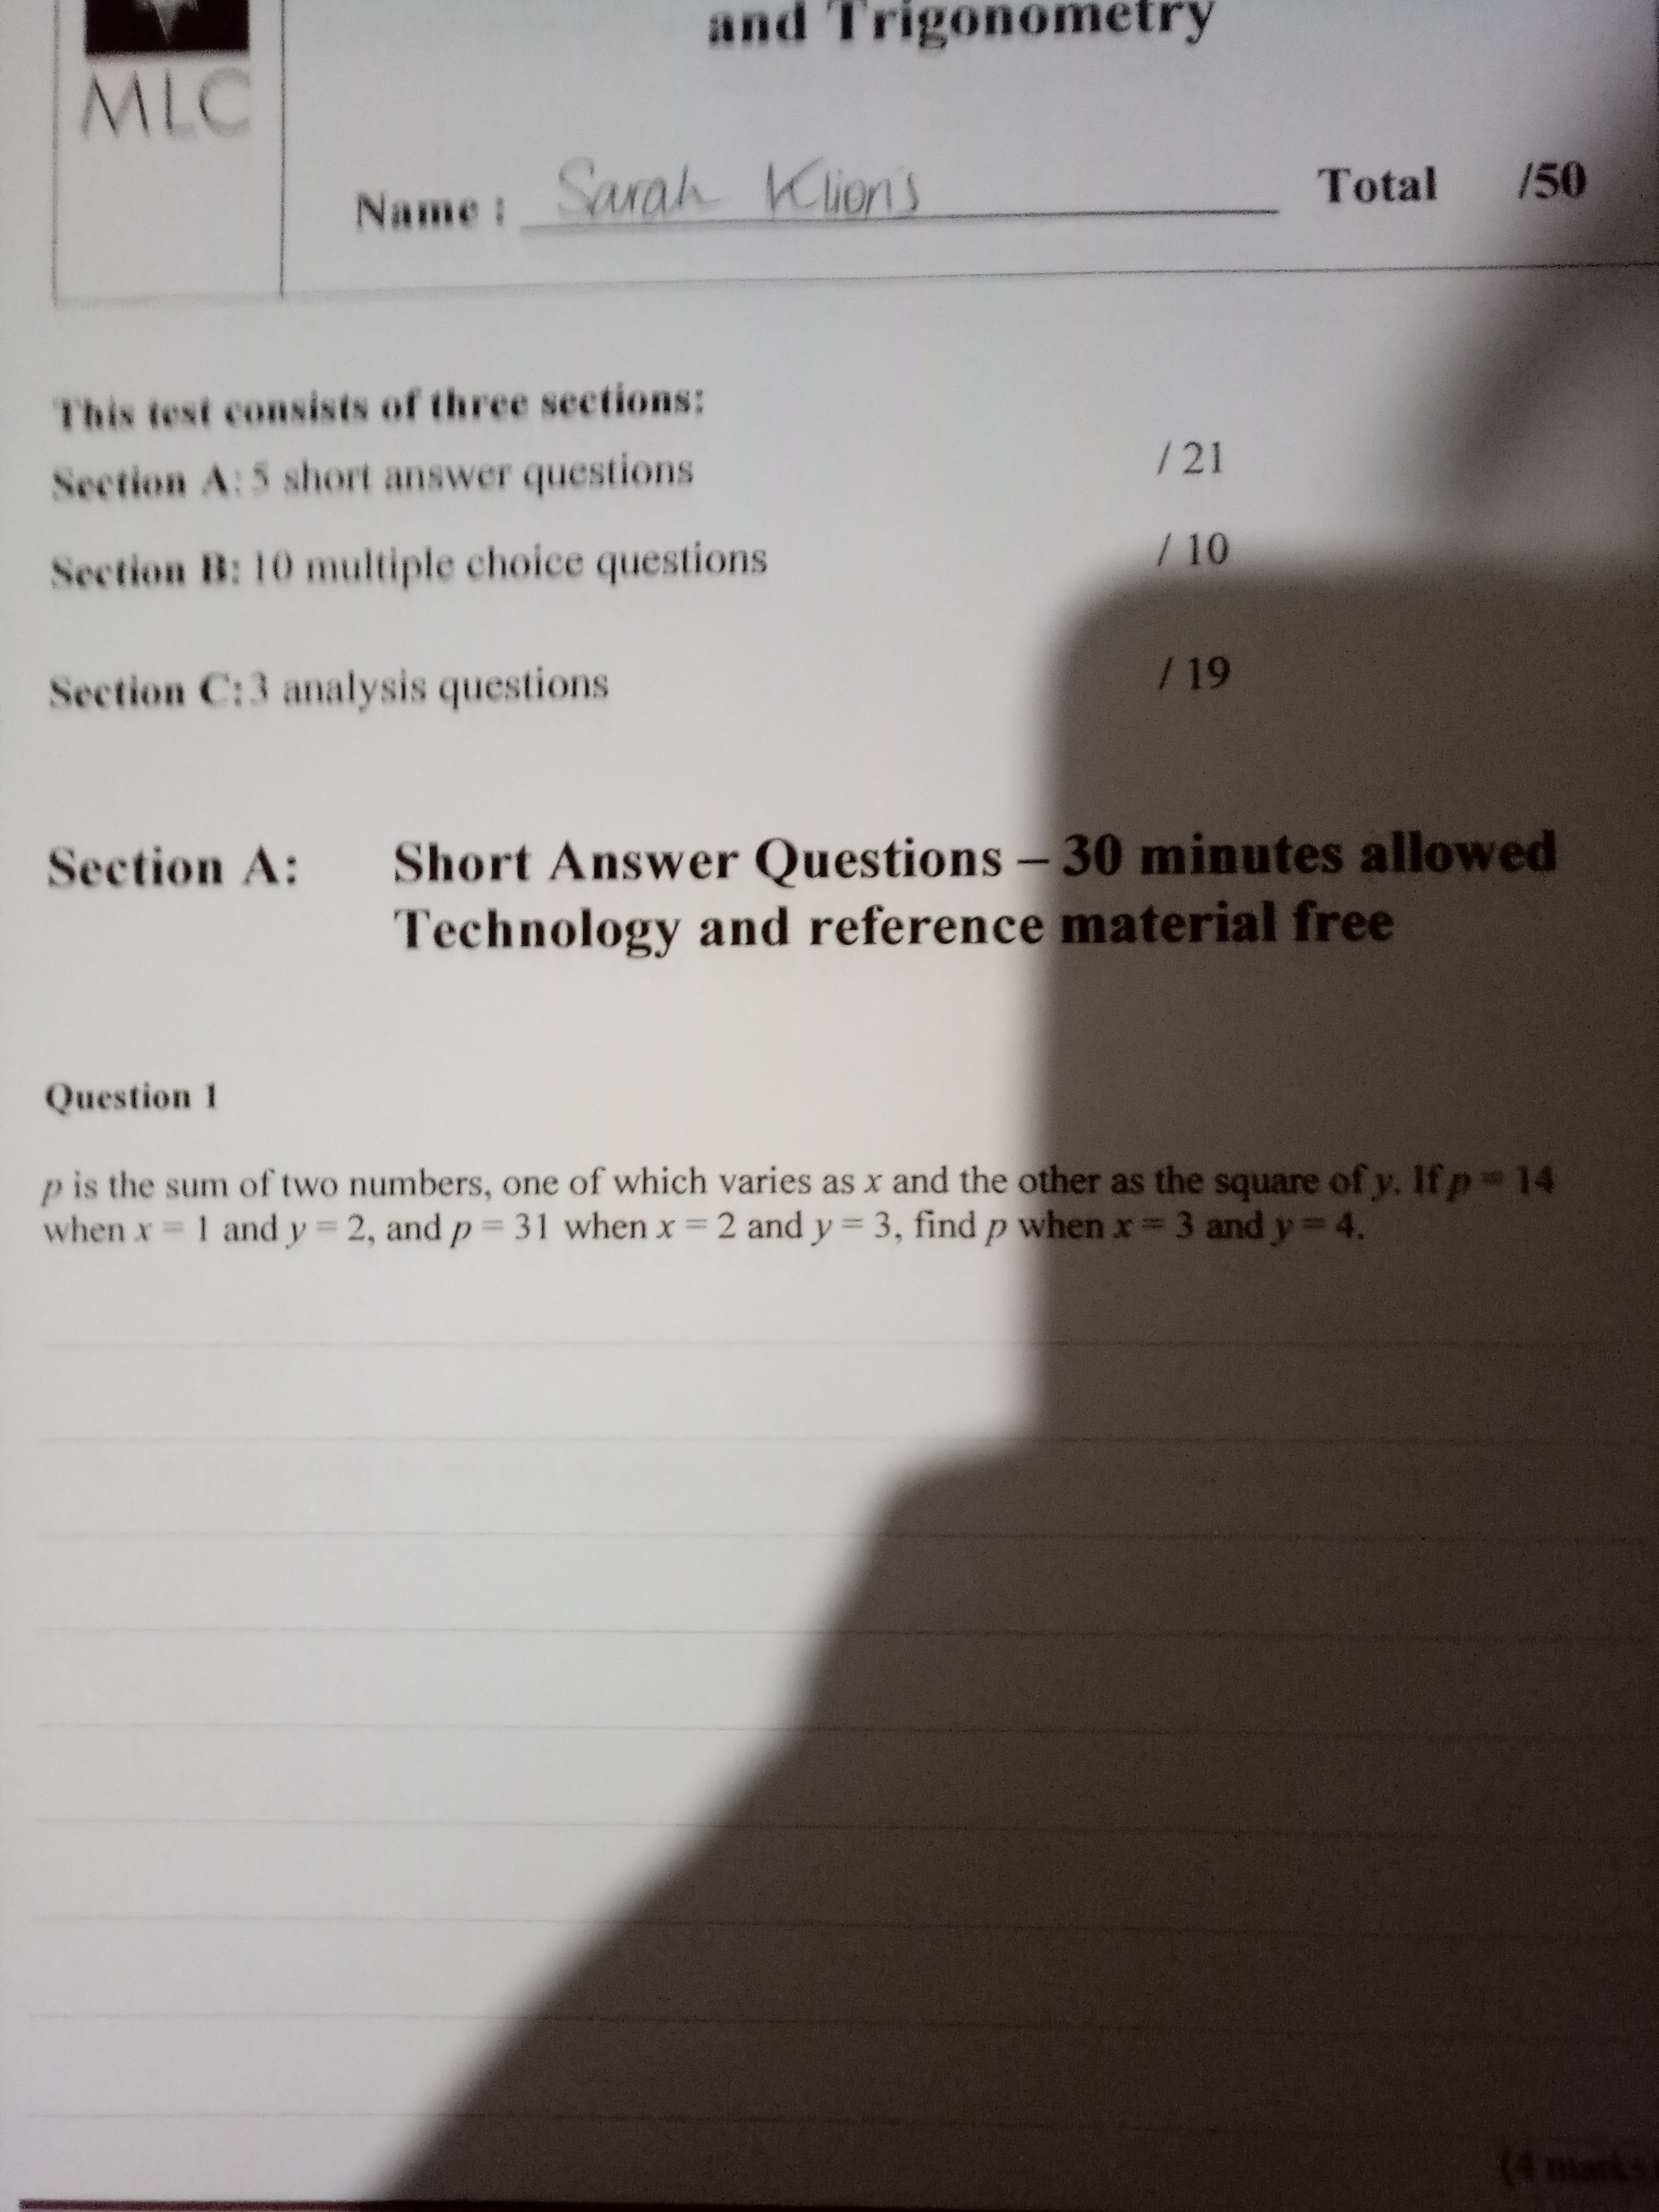 and Trigonometry
MLC
Name : Sarah Klionis Total /50
This test consists of three sections:
Section A: 5 short answer questions / 21
Section B: 10 multiple choice questions / 10
Section C: 3 analysis questions / 19
Section A: Short Answer Questions – 30 minutes allowed
Technology and reference material free
Question 1
p is the sum of two numbers, one of which varies as x and the other as the square of y. If p = 14
when x = 1 and y = 2, and p = 31 when x = 2 and y = 3, find p when x = 3 and y = 4.
(4 marks